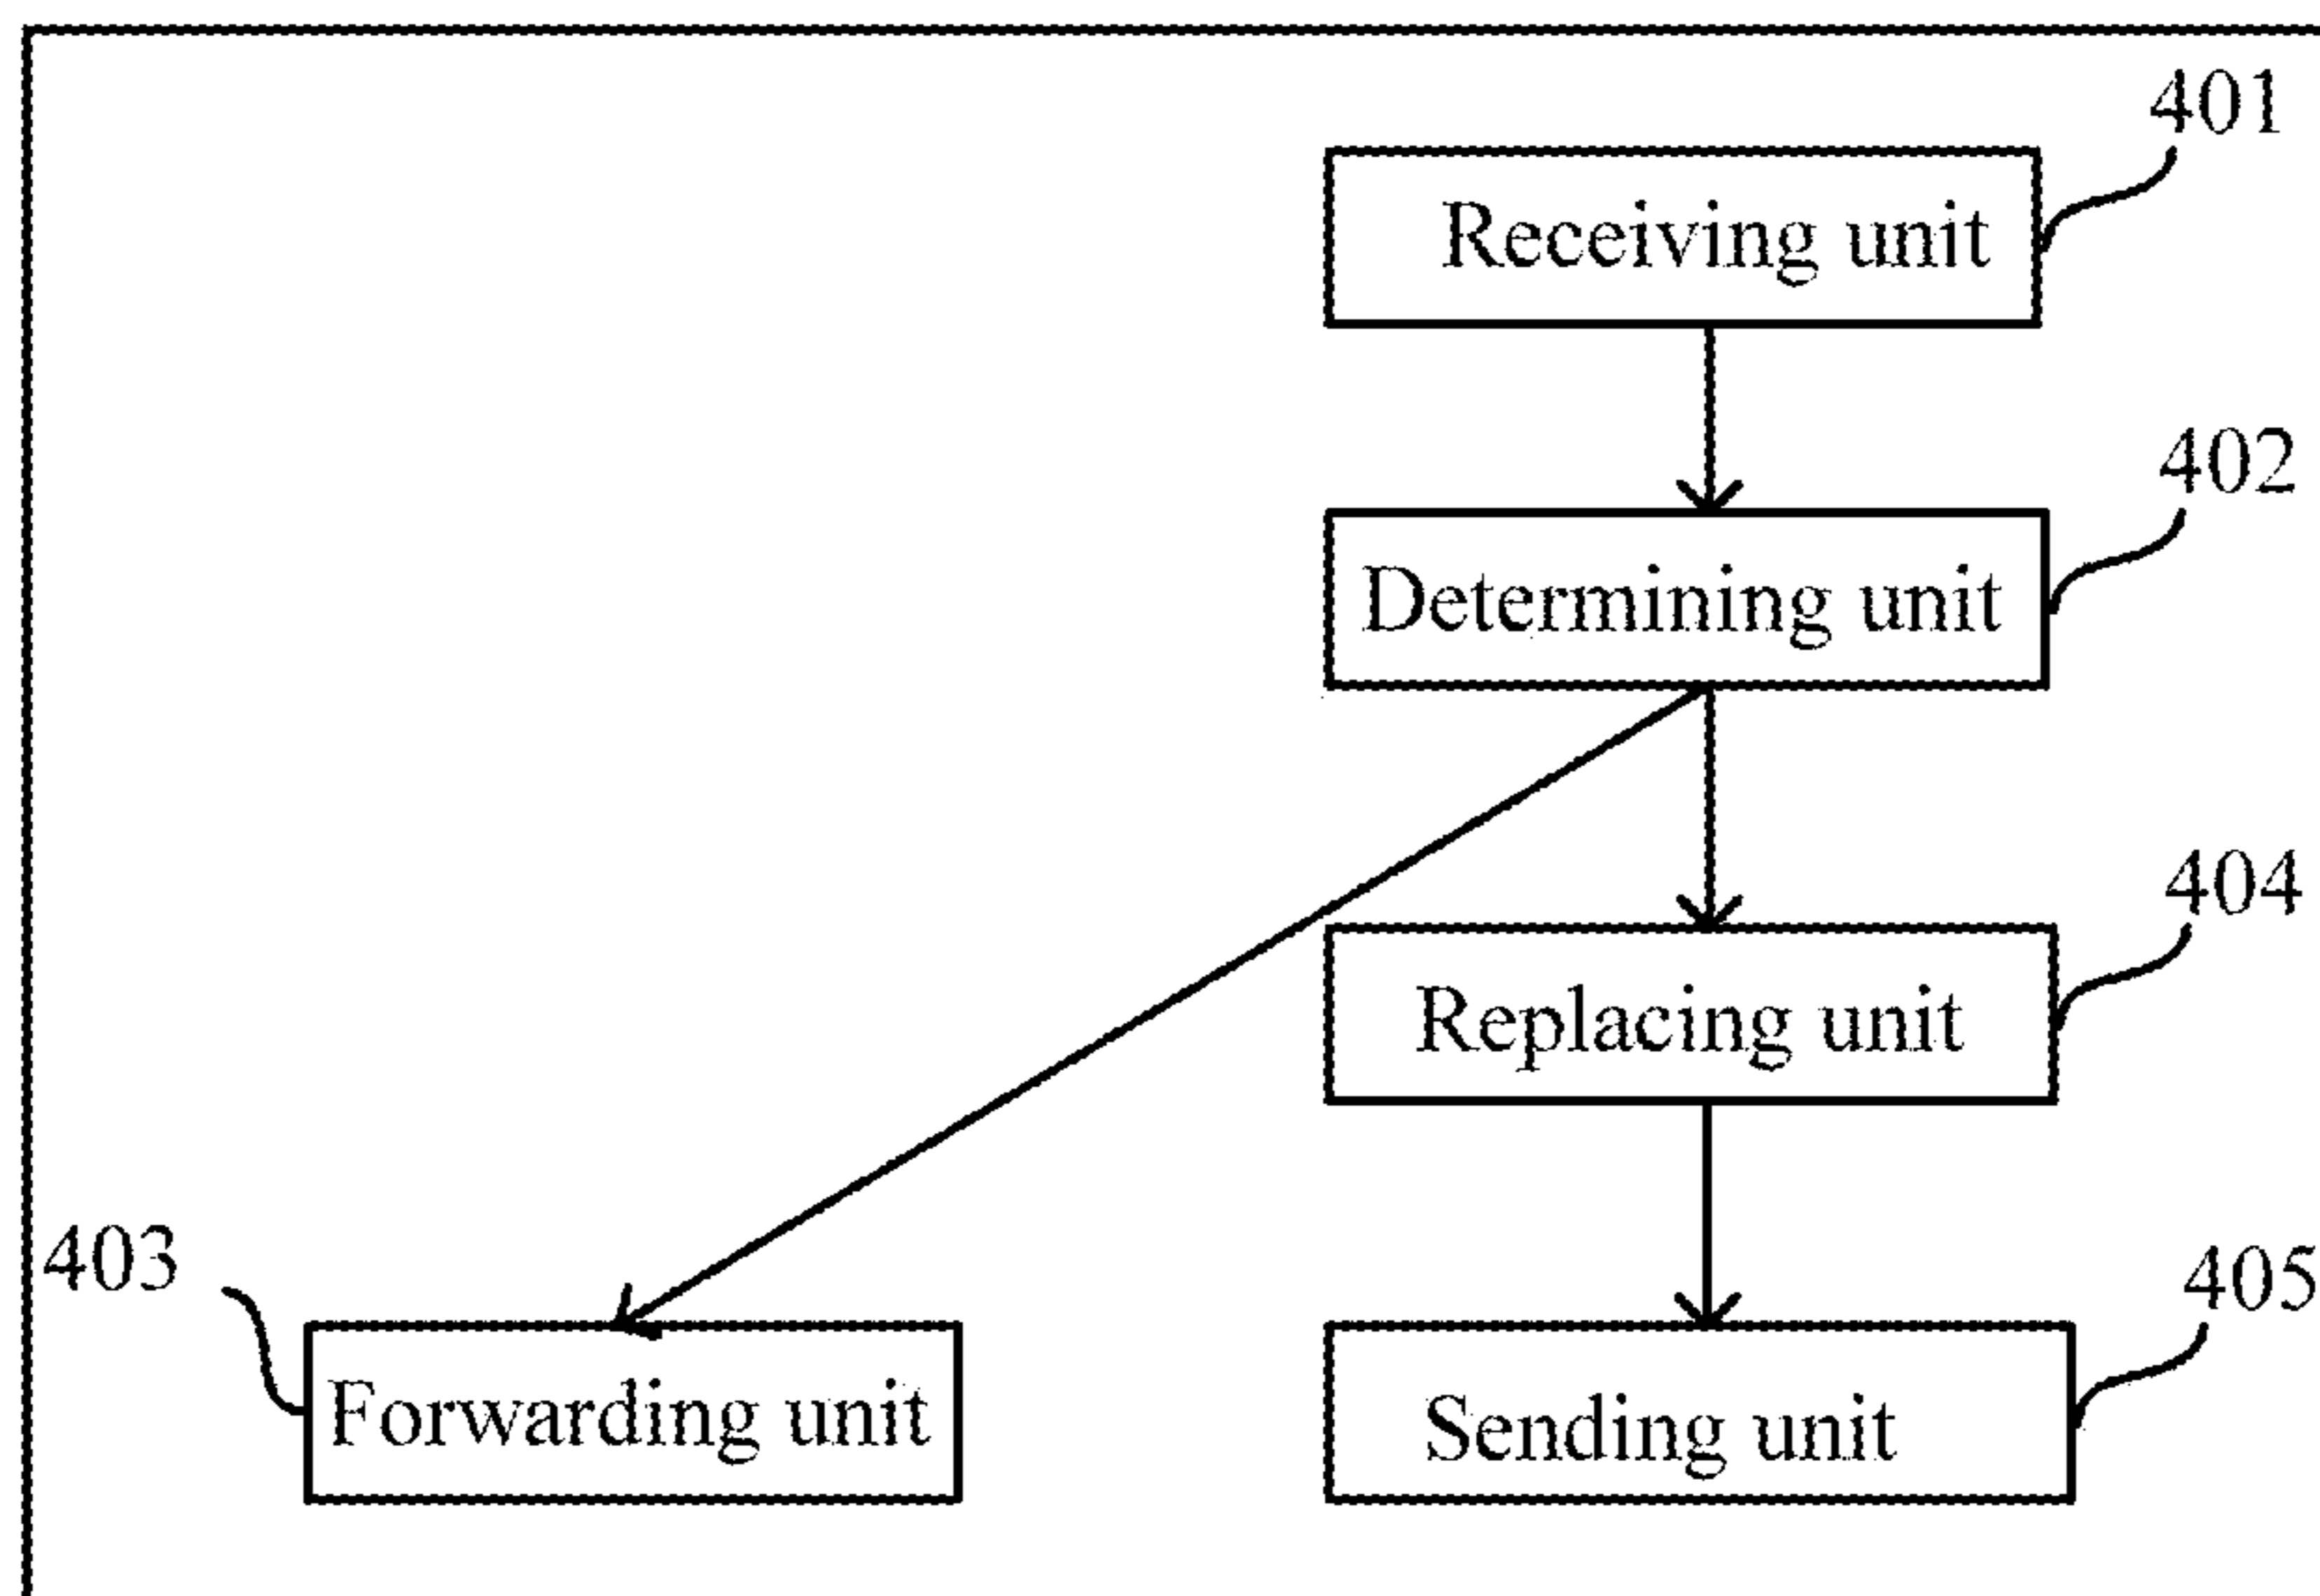 401
Receiving unit
402
Determining unit
404
Replacing unit
403
405
Forwarding unit
Sending unit